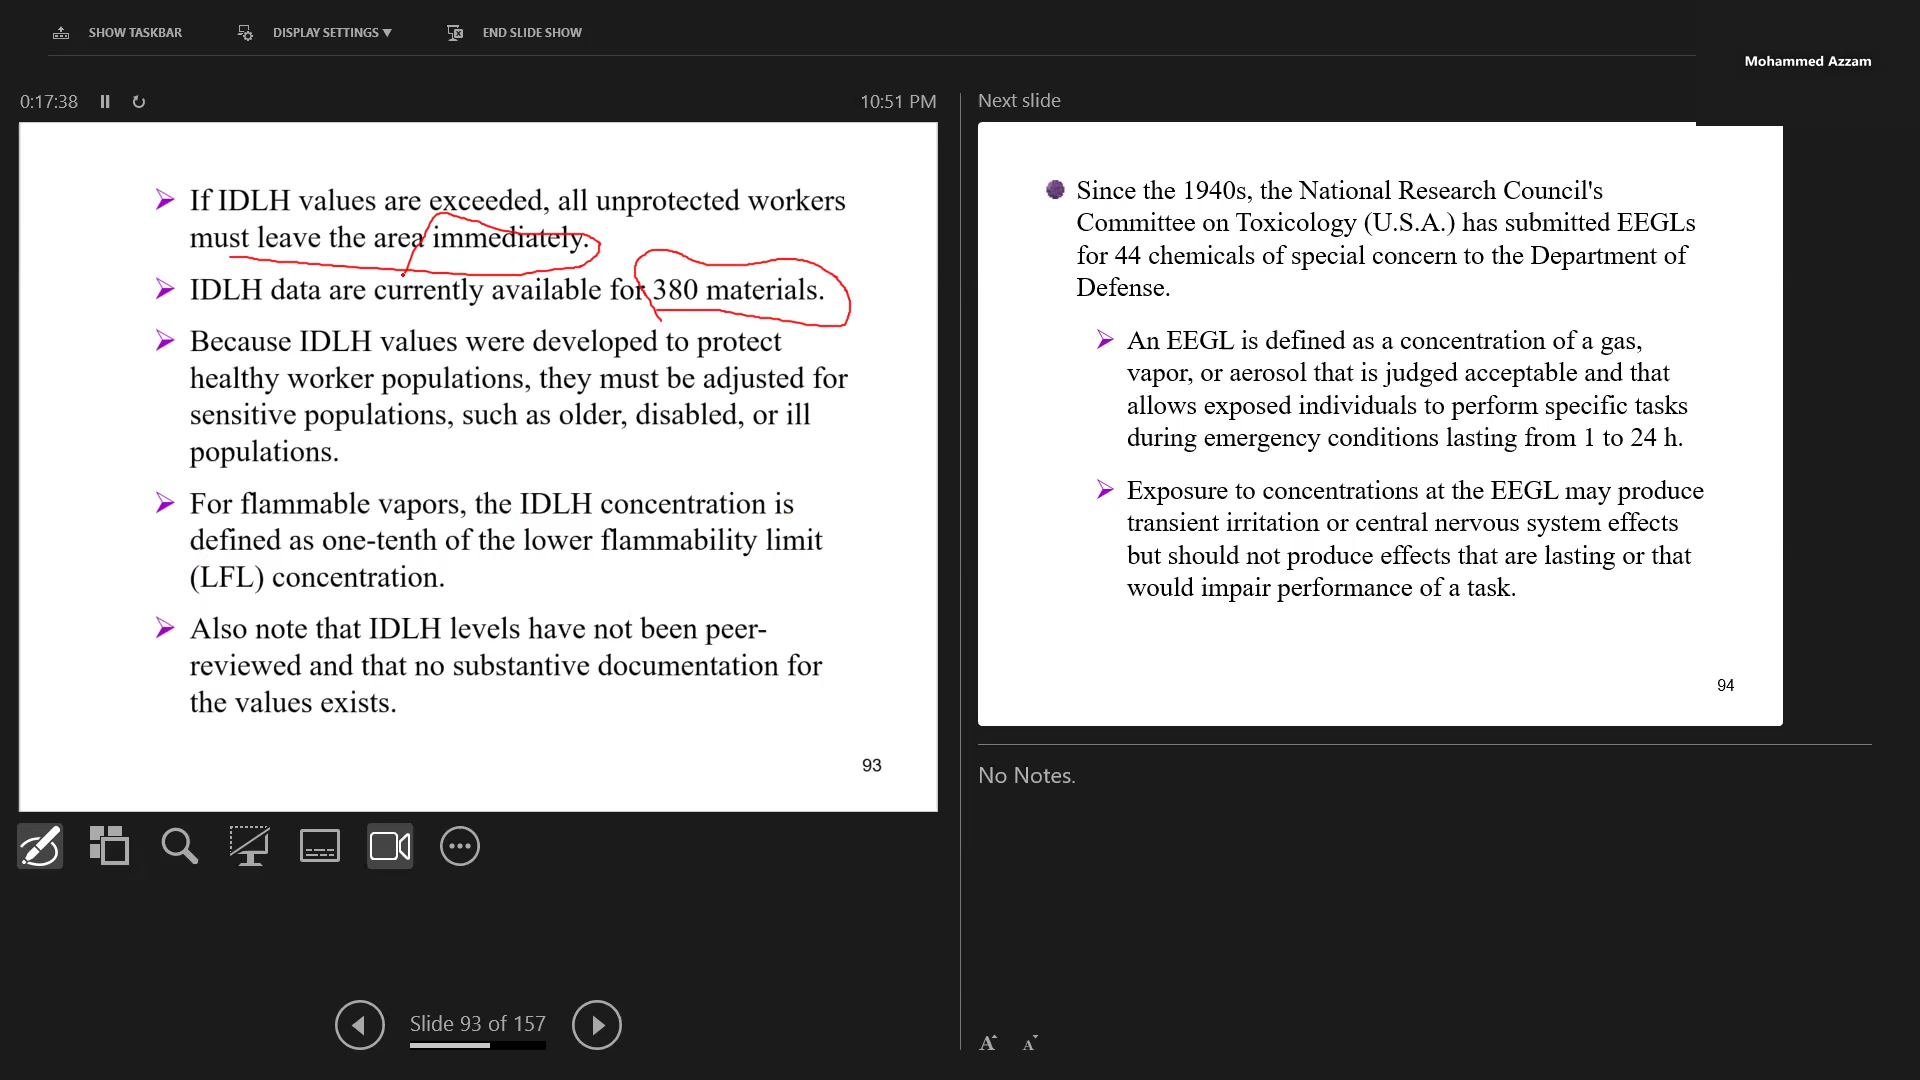 SHOW TASKBAR DISPLAY SETTINGS ▼ END SLIDE SHOW
Mohammed Azzam
0:17:38 10:51 PM
If IDLH values are exceeded, all unprotected workers
must leave the area immediately.
IDLH data are currently available for 380 materials.
Because IDLH values were developed to protect
healthy worker populations, they must be adjusted for
sensitive populations, such as older, disabled, or ill
populations.
For flammable vapors, the IDLH concentration is
defined as one-tenth of the lower flammability limit
(LFL) concentration.
Also note that IDLH levels have not been peer-
reviewed and that no substantive documentation for
the values exists.
93
Slide 93 of 157
Next slide
Since the 1940s, the National Research Council's
Committee on Toxicology (U.S.A.) has submitted EEGLs
for 44 chemicals of special concern to the Department of
Defense.
An EEGL is defined as a concentration of a gas,
vapor, or aerosol that is judged acceptable and that
allows exposed individuals to perform specific tasks
during emergency conditions lasting from 1 to 24 h.
Exposure to concentrations at the EEGL may produce
transient irritation or central nervous system effects
but should not produce effects that are lasting or that
would impair performance of a task.
94
No Notes.
A A